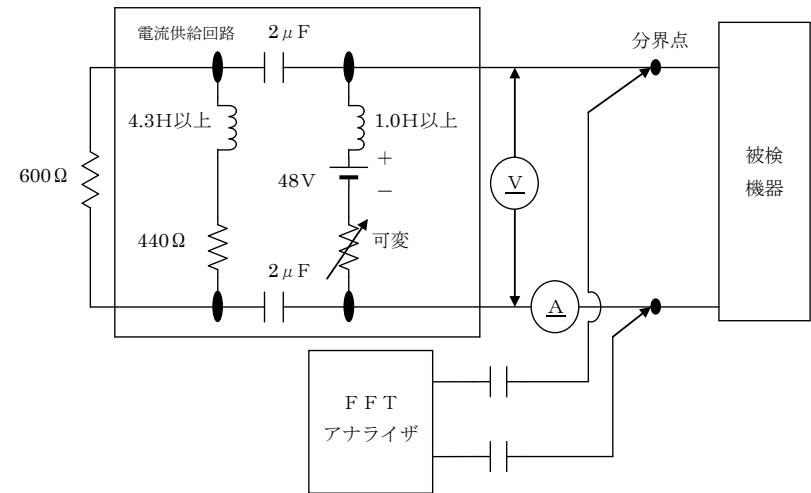 電流供給回路
2μF
分界点
4.3H以上
1.0H以上
600Ω
+
48V
−
V
被検
機器
440Ω
可変
2μF
A
FFT
アナライザ